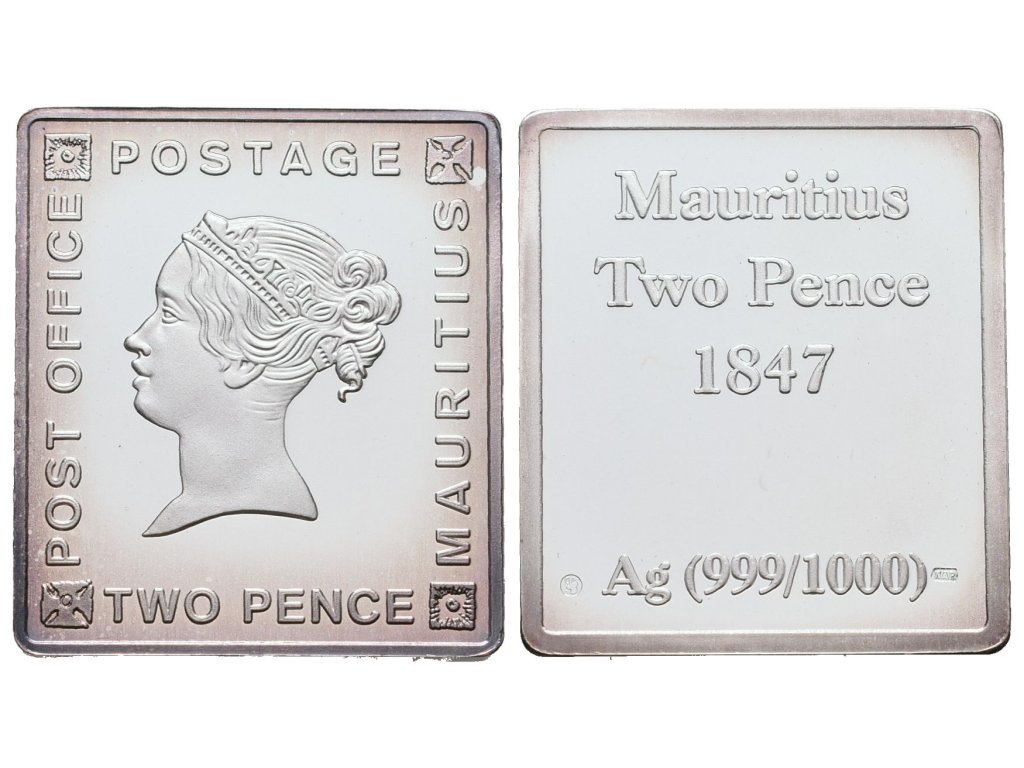 POSTAGE
POST OFFICE
MAURITIUS
TWO PENCE
Mauritius
Two Pence
1847
Ag (999/1000)